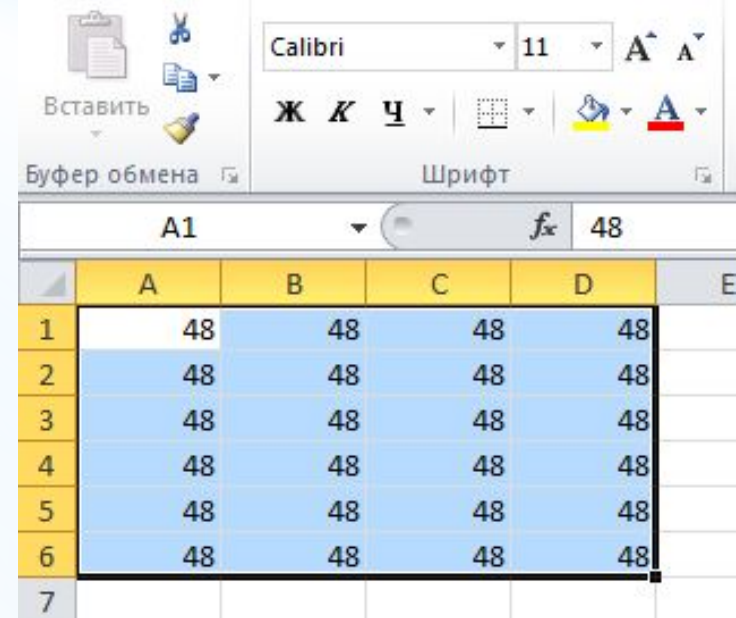 Calibri 11 А А
Вставить
Ж К Ч А
Буфер обмена Шрифт
A1 fx 48
A B C D E
1 48 48 48 48
2 48 48 48 48
3 48 48 48 48
4 48 48 48 48
5 48 48 48 48
6 48 48 48 48
7